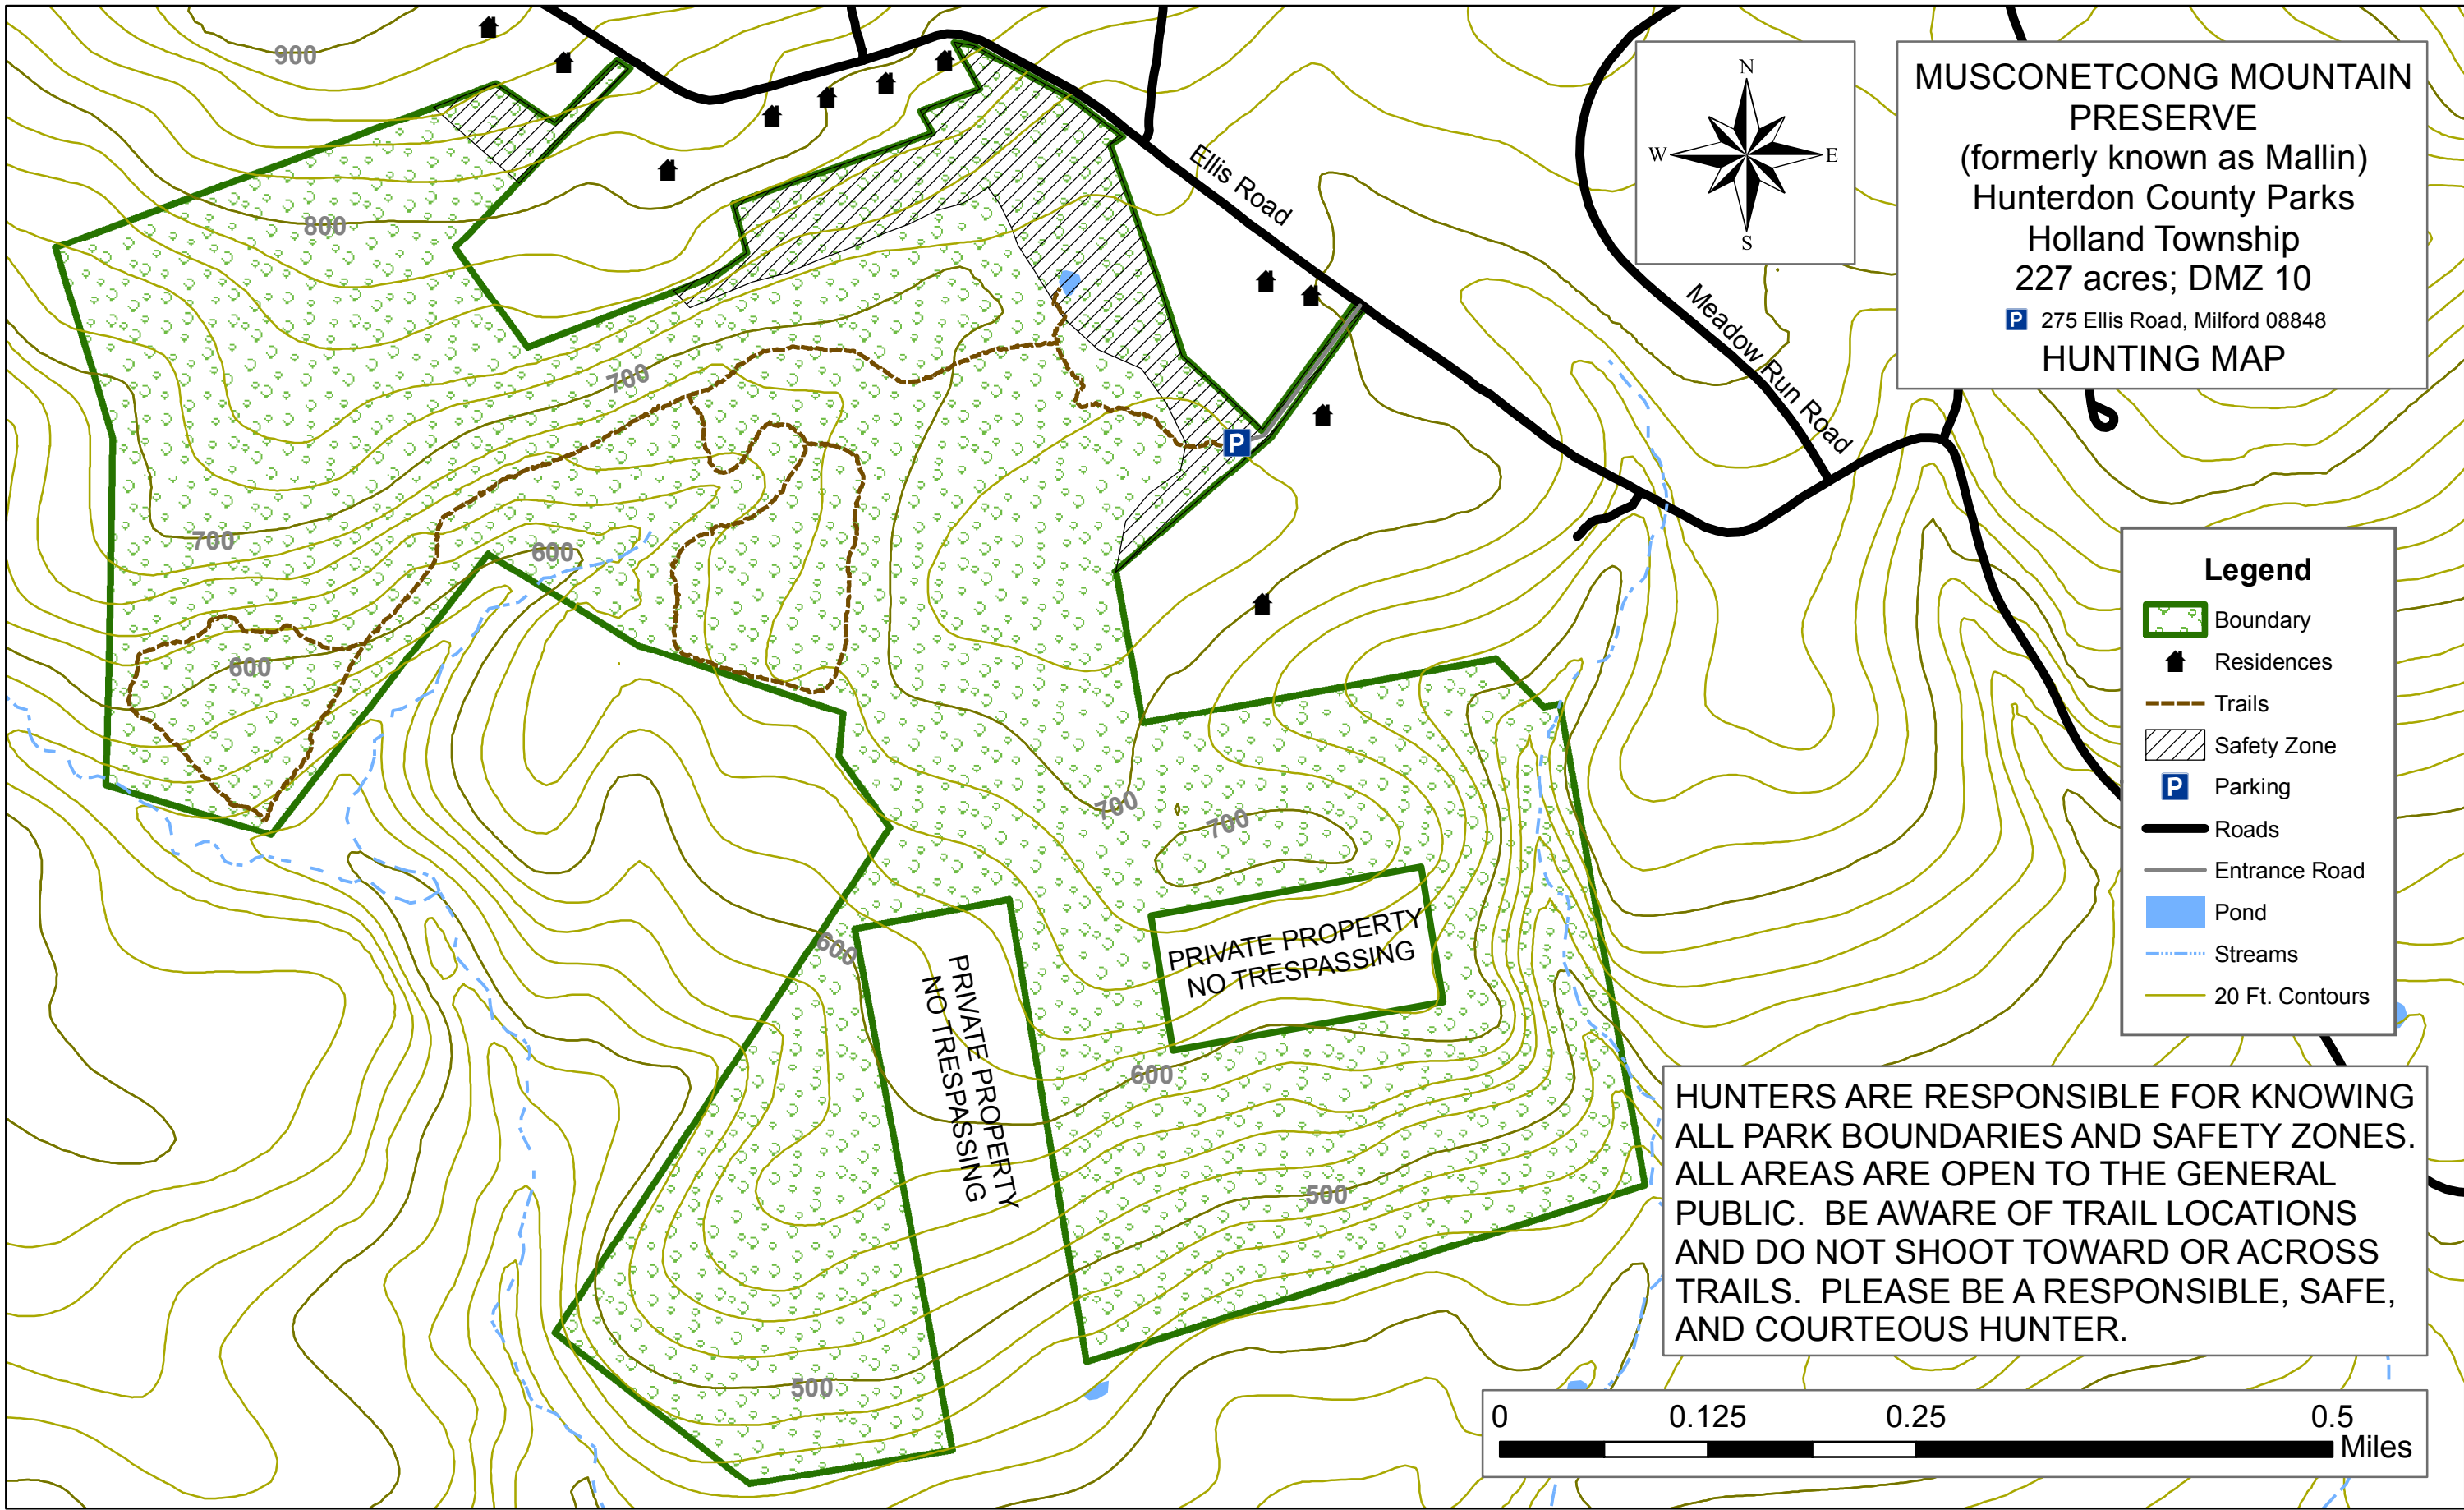 MUSCONETCONG MOUNTAIN
PRESERVE
(formerly known as Mallin)
Hunterdon County Parks
Holland Township
227 acres; DMZ 10
P 275 Ellis Road, Milford 08848
HUNTING MAP
N
W E
S
900
800
700
700
600
600
700
700
600
600
500
500
Ellis Road
Meadow Run Road
P
PRIVATE PROPERTY
NO TRESPASSING
PRIVATE PROPERTY
NO TRESPASSING
Legend
Boundary
Residences
Trails
Safety Zone
P Parking
Roads
Entrance Road
Pond
Streams
20 Ft. Contours
HUNTERS ARE RESPONSIBLE FOR KNOWING
ALL PARK BOUNDARIES AND SAFETY ZONES.
ALL AREAS ARE OPEN TO THE GENERAL
PUBLIC.  BE AWARE OF TRAIL LOCATIONS
AND DO NOT SHOOT TOWARD OR ACROSS
TRAILS.  PLEASE BE A RESPONSIBLE, SAFE,
AND COURTEOUS HUNTER.
0 0.125 0.25 0.5
Miles